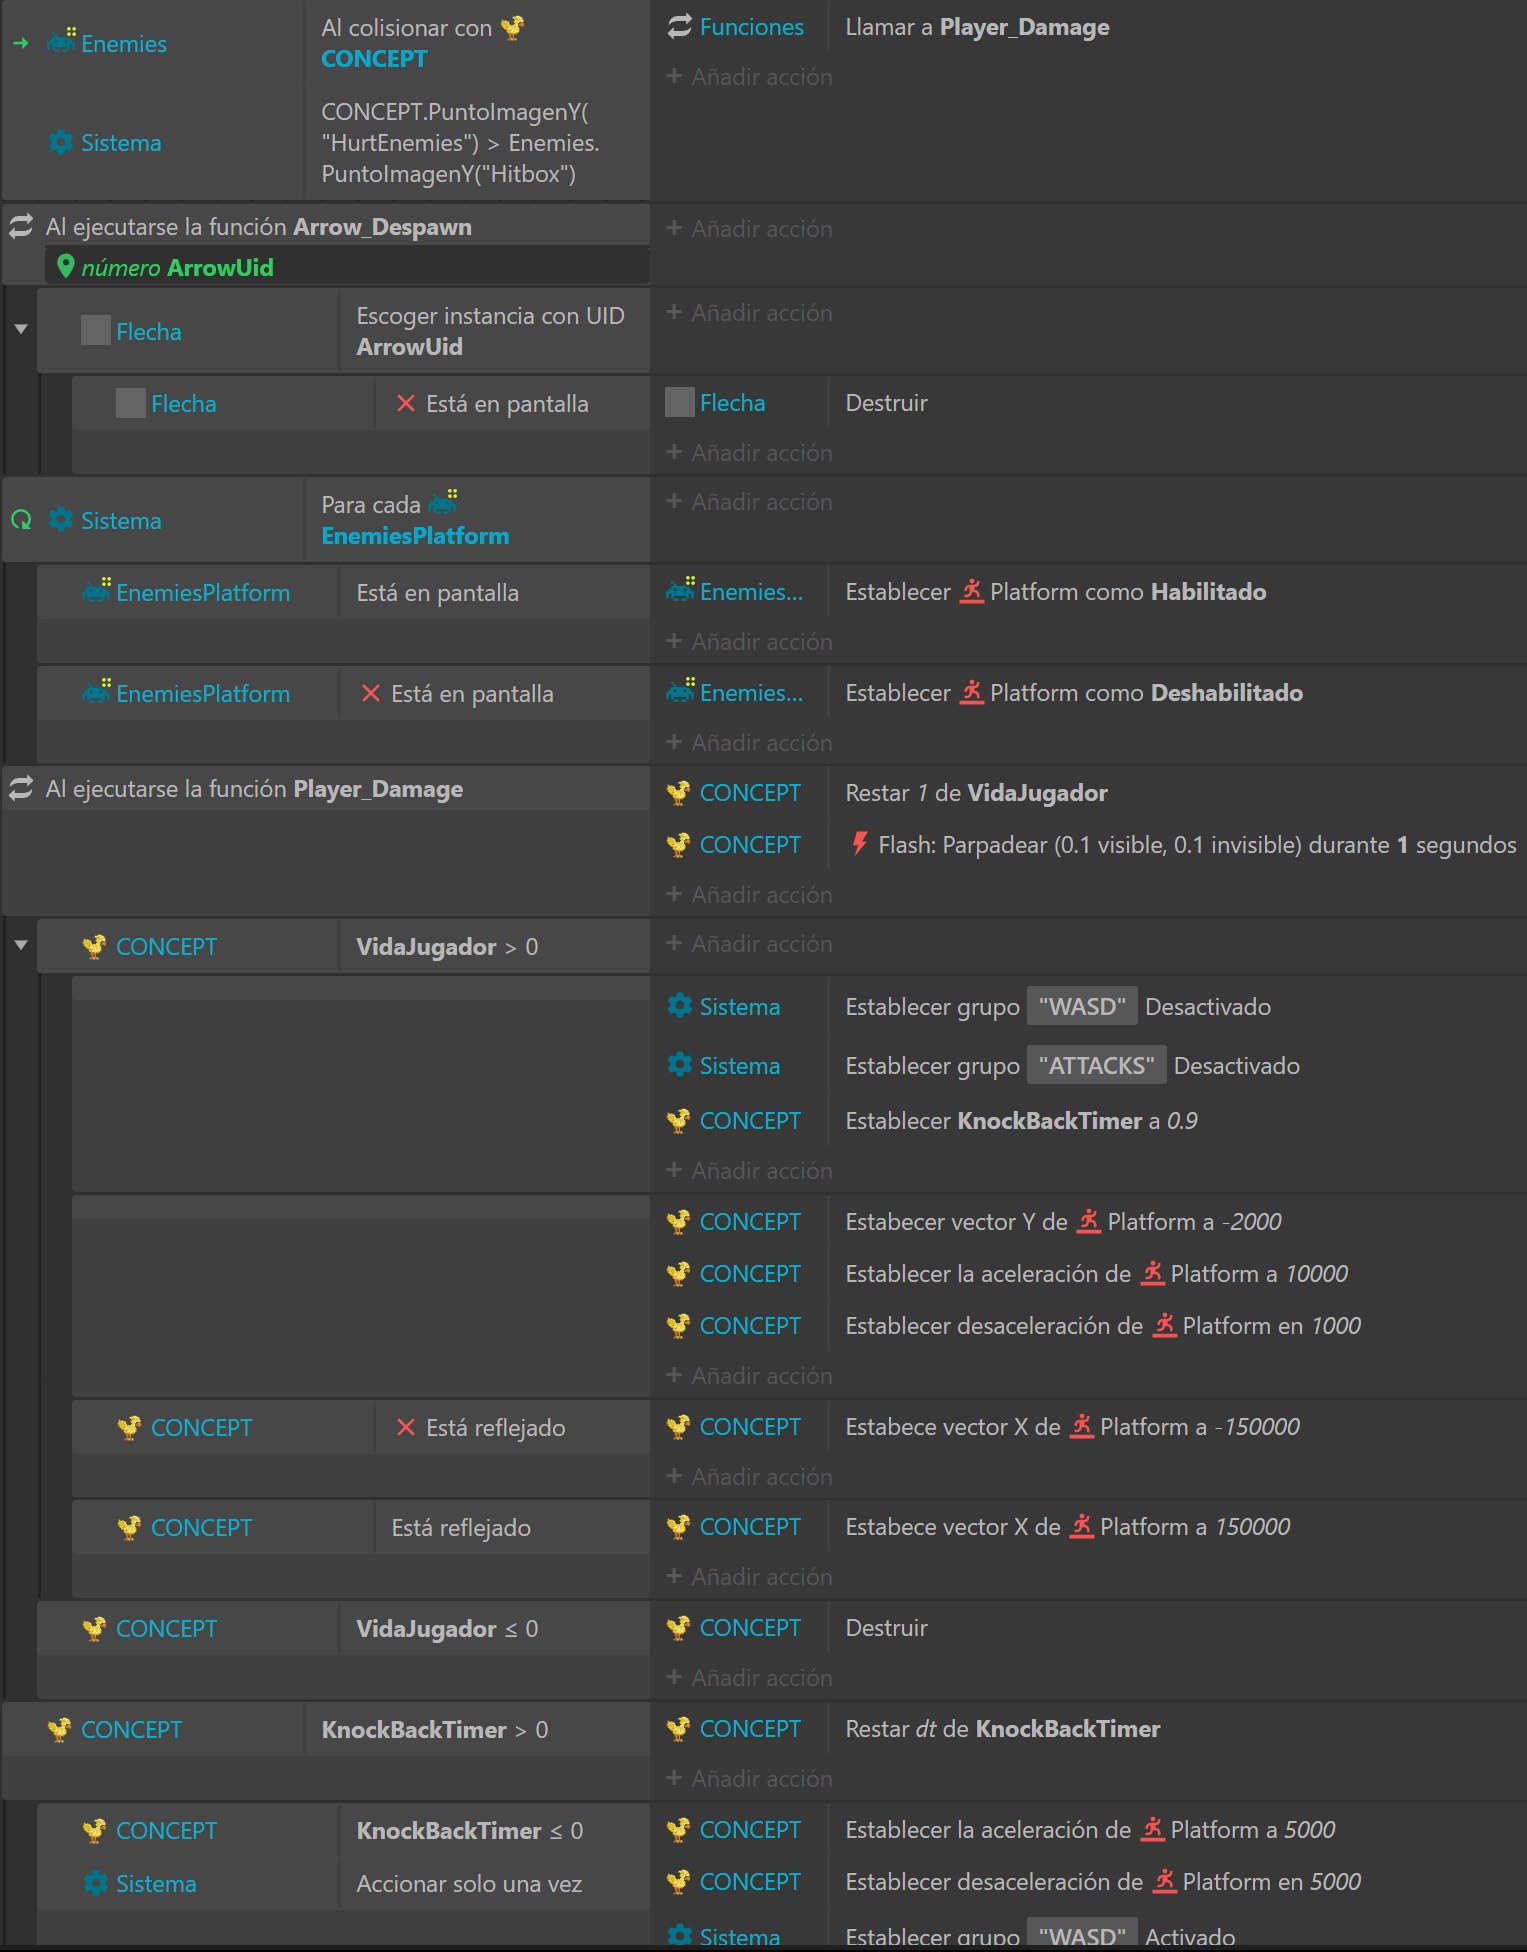 Enemies
Al colisionar con
CONCEPT
Funciones
Llamar a Player_Damage
+ Añadir acción
Sistema
CONCEPT.PuntoImagenY(
"HurtEnemies") > Enemies.
PuntoImagenY("Hitbox")
Al ejecutarse la función Arrow_Despawn
+ Añadir acción
número ArrowUid
Flecha
Escoger instancia con UID
ArrowUid
+ Añadir acción
Flecha
Está en pantalla
Flecha
Destruir
+ Añadir acción
Sistema
Para cada
EnemiesPlatform
+ Añadir acción
EnemiesPlatform
Está en pantalla
Enemies...
Establecer Platform como Habilitado
+ Añadir acción
EnemiesPlatform
Está en pantalla
Enemies...
Establecer Platform como Deshabilitado
+ Añadir acción
Al ejecutarse la función Player_Damage
CONCEPT
Restar 1 de VidaJugador
CONCEPT
Flash: Parpadear (0.1 visible, 0.1 invisible) durante 1 segundos
+ Añadir acción
CONCEPT
VidaJugador > 0
+ Añadir acción
Sistema
Establecer grupo "WASD" Desactivado
Sistema
Establecer grupo "ATTACKS" Desactivado
CONCEPT
Establecer KnockBackTimer a 0.9
+ Añadir acción
CONCEPT
Estabecer vector Y de Platform a -2000
CONCEPT
Establecer la aceleración de Platform a 10000
CONCEPT
Establecer desaceleración de Platform en 1000
+ Añadir acción
CONCEPT
Está reflejado
CONCEPT
Estabece vector X de Platform a -150000
+ Añadir acción
CONCEPT
Está reflejado
CONCEPT
Estabece vector X de Platform a 150000
+ Añadir acción
CONCEPT
VidaJugador ≤ 0
CONCEPT
Destruir
+ Añadir acción
CONCEPT
KnockBackTimer > 0
CONCEPT
Restar dt de KnockBackTimer
+ Añadir acción
CONCEPT
KnockBackTimer ≤ 0
CONCEPT
Establecer la aceleración de Platform a 5000
Sistema
Accionar solo una vez
CONCEPT
Establecer desaceleración de Platform en 5000
Sistema
Establecer grupo "WASD" Activado